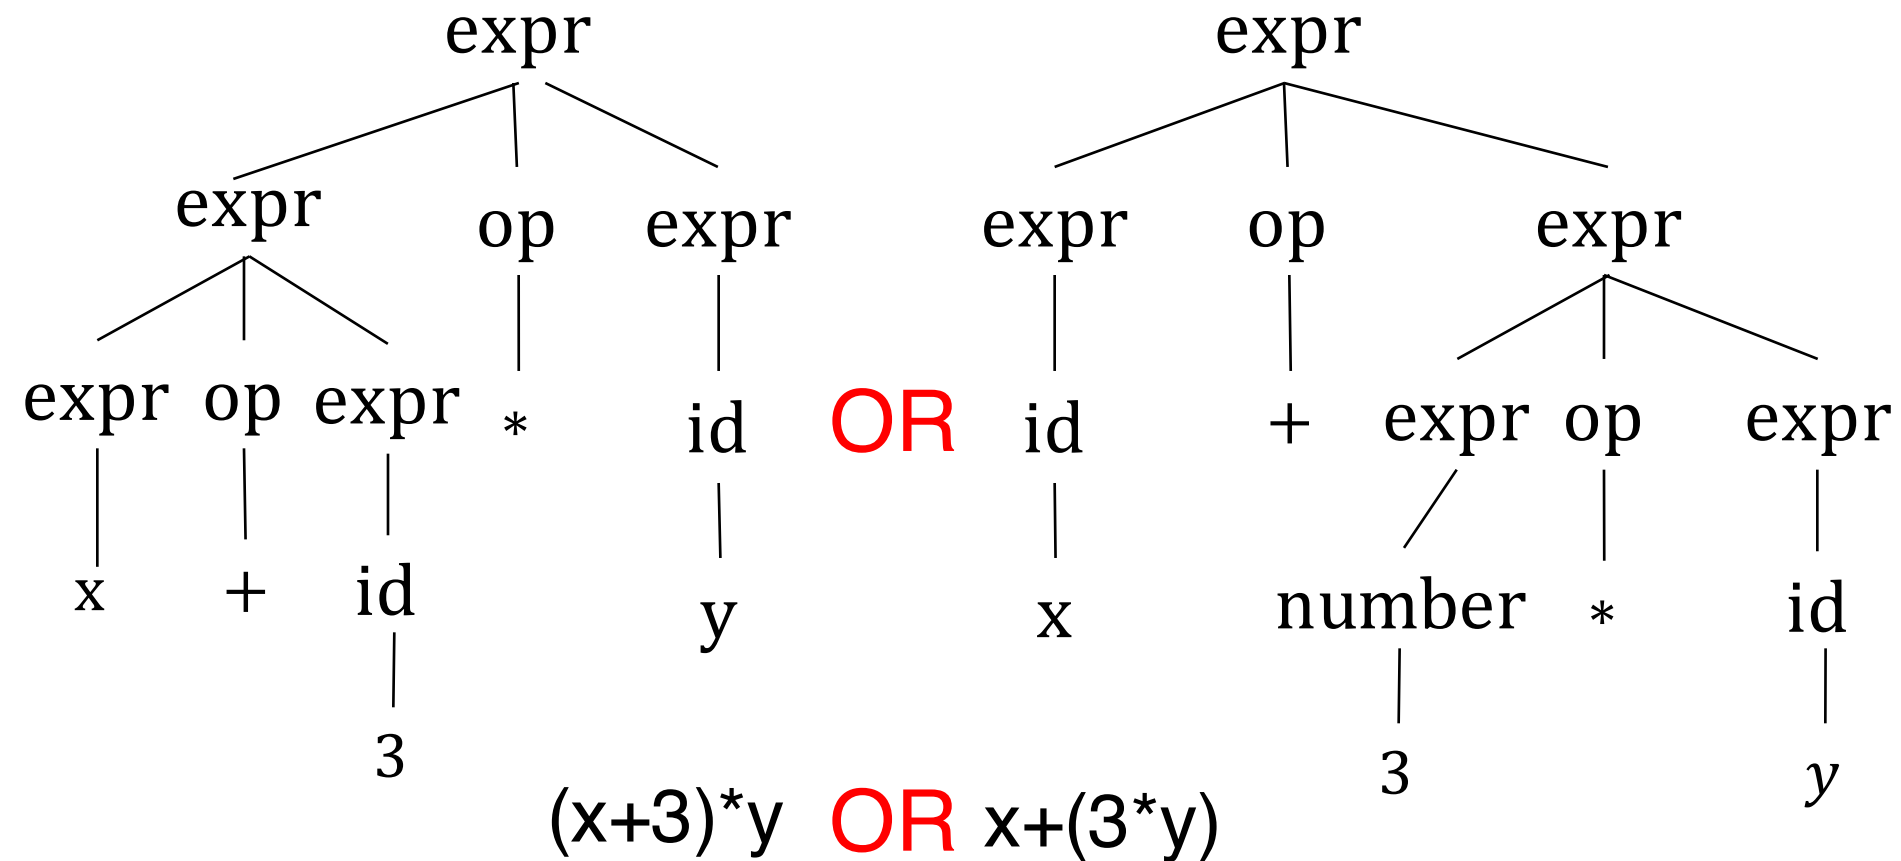 expr expr
expr op expr expr op expr
expr op expr * id OR id + expr op expr
x + id y x number * id
3 3 y
(x+3)*y OR x+(3*y)